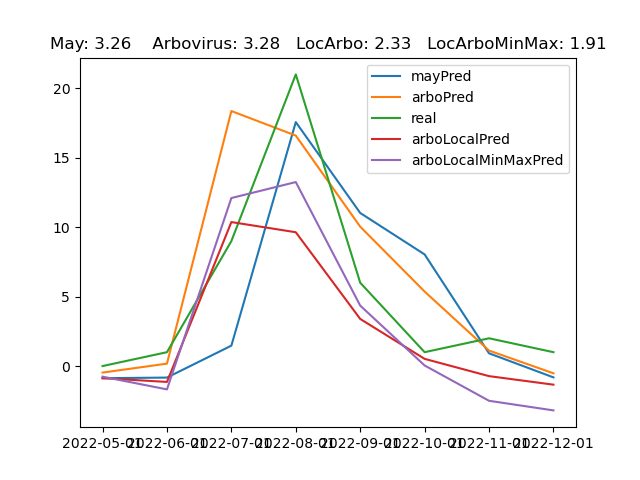 May: 3.26    Arbovirus: 3.28   LocArbo: 2.33   LocArboMinMax: 1.91
mayPred
arboPred
real
arboLocalPred
arboLocalMinMaxPred
20
15
10
5
0
2022-05-01 2022-06-01 2022-07-01 2022-08-01 2022-09-01 2022-10-01 2022-11-01 2022-12-01